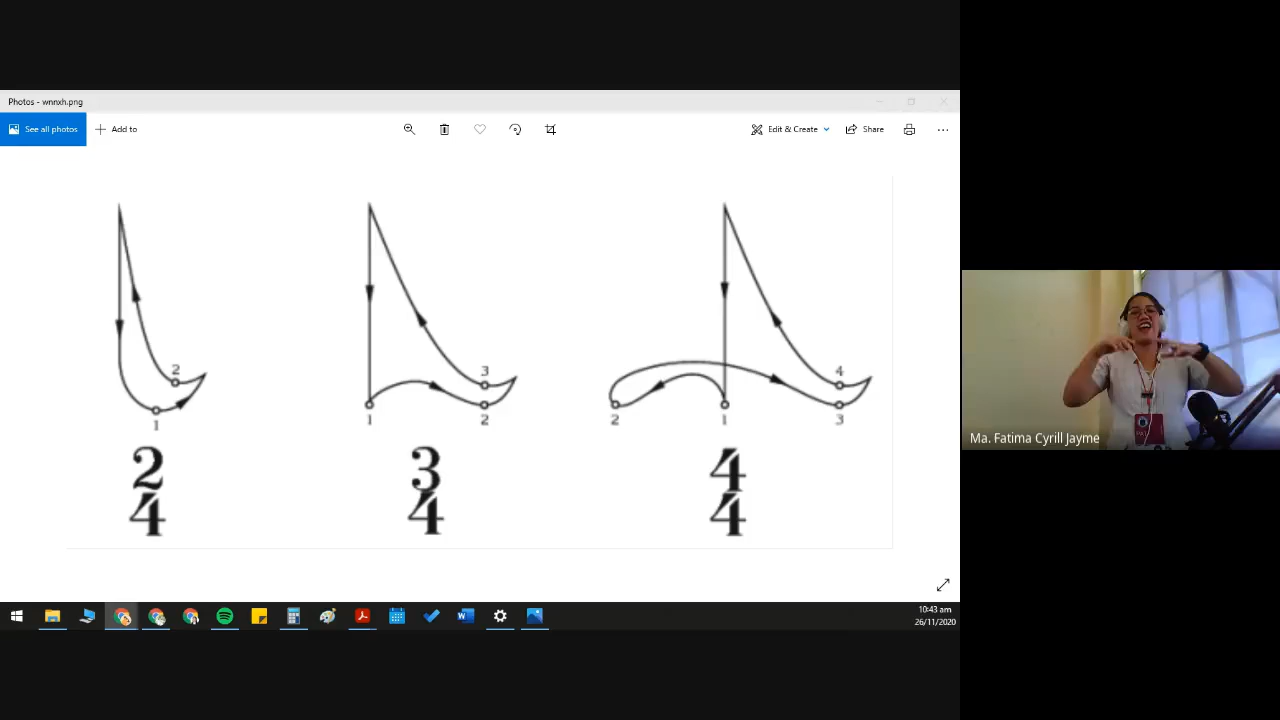 Photos - wnnxh.png
See all photos
Add to
Edit & Create
Share
2
1
2
4
3
1
2
3
4
4
2
1
3
4
4
Ma. Fatima Cyrill Jayme
10:43 am
26/11/2020